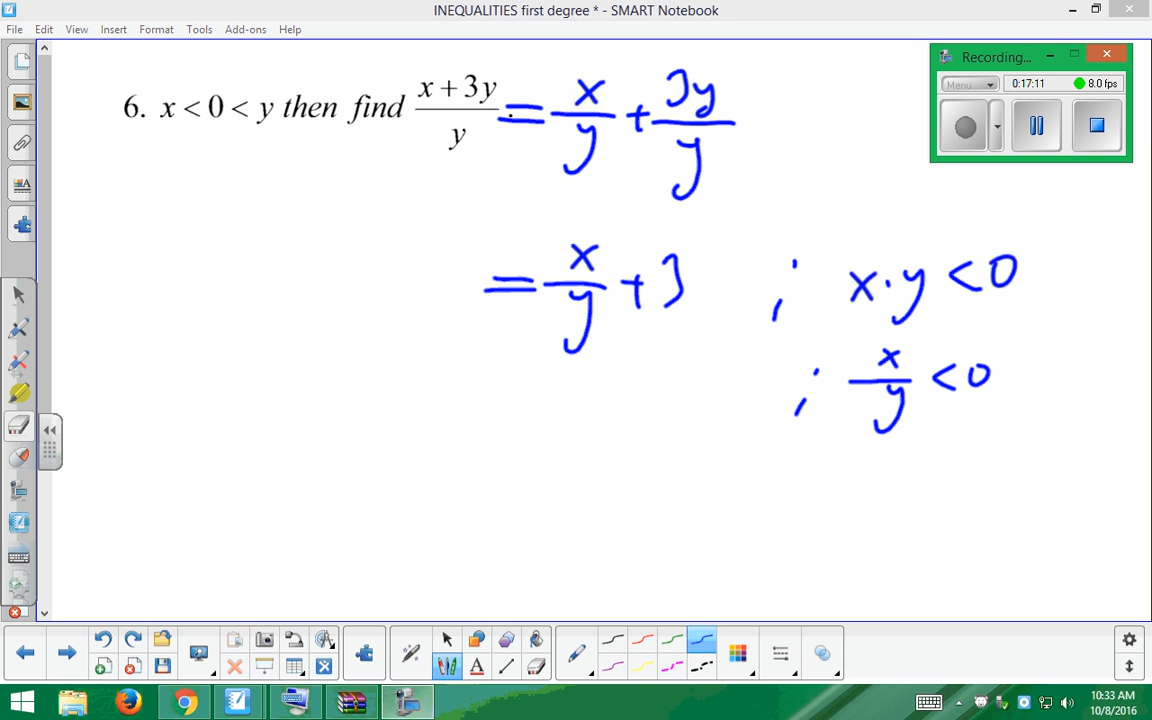 INEQUALITIES first degree * - SMART Notebook
File Edit View Insert Format Tools Add-ons Help
Recording...
Menu 0:17:11 8.0 fps
6. x < 0 < y then find (x + 3y)/y . = x/y + 3y/y
= x/y + 3 ; x · y < 0
; x/y < 0
A
10:33 AM
10/8/2016